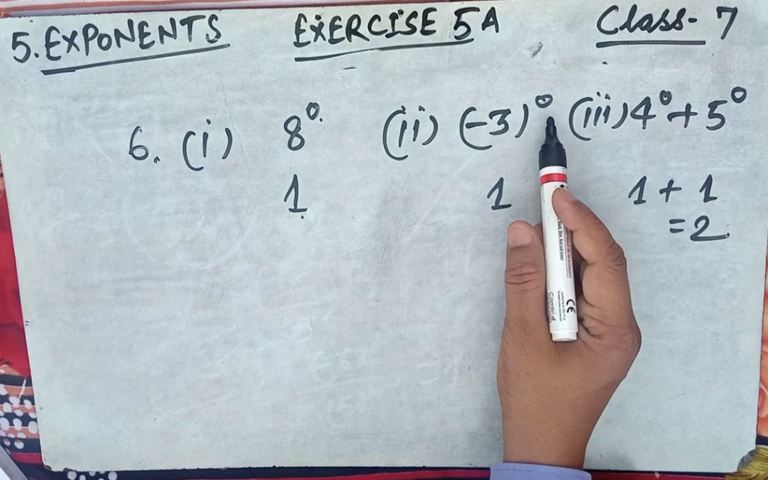 5. EXPONENTS EXERCISE 5A Class- 7
6. (i) 8⁰ (ii) (-3)⁰ (iii) 4⁰+5⁰
1 1 1 + 1
=2
CE